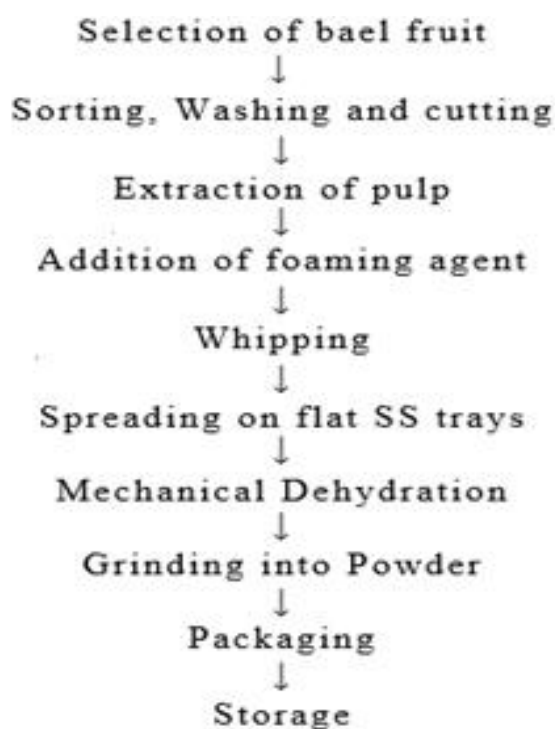 Selection of bael fruit
↓
Sorting, Washing and cutting
↓
Extraction of pulp
↓
Addition of foaming agent
↓
Whipping
↓
Spreading on flat SS trays
↓
Mechanical Dehydration
↓
Grinding into Powder
↓
Packaging
↓
Storage